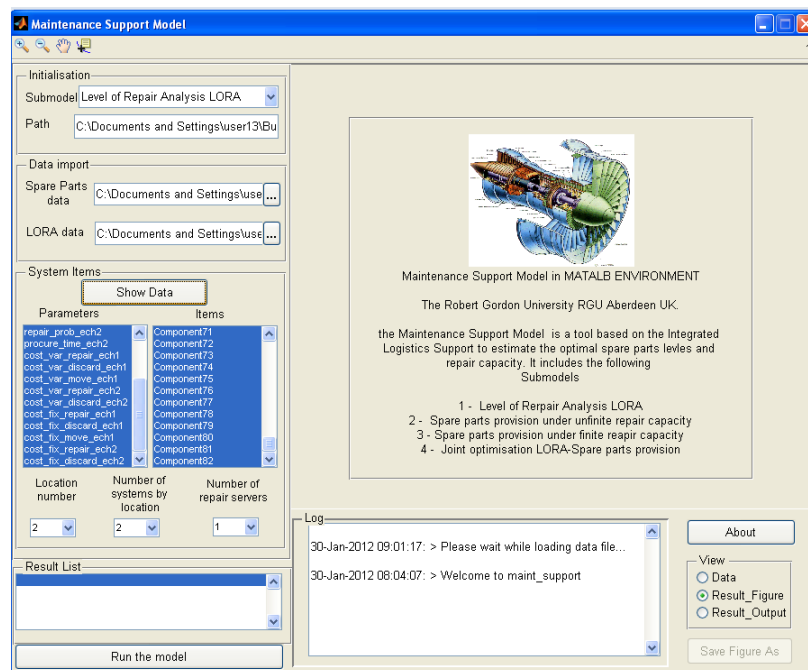 Maintenance Support Model
Initialisation
Submodel Level of Repair Analysis LORA
Path C:\Documents and Settings\user13\Bu
Data import
Spare Parts data C:\Documents and Settings\use ...
LORA data C:\Documents and Settings\use ...
System Items
Show Data
Parameters Items
repair_prob_ech2 Component71
procure_time_ech2 Component72
cost_var_repair_ech1 Component73
cost_var_discard_ech1 Component74
cost_var_move_ech1 Component75
cost_var_repair_ech2 Component76
cost_var_discard_ech2 Component77
cost_fix_repair_ech1 Component78
cost_fix_discard_ech1 Component79
cost_fix_move_ech1 Component80
cost_fix_repair_ech2 Component81
cost_fix_discard_ech2 Component82
Location number
Number of systems by location
Number of repair servers
2 2 1
Result List
Run the model
Maintenance Support Model in MATALB ENVIRONMENT
The Robert Gordon University RGU Aberdeen UK.
the Maintenance Support Model is a tool based on the Integrated
Logistics Support to estimate the optimal spare parts levles and
repair capacity. It includes the following
Submodels
1 - Level of Rerpair Analysis LORA
2 - Spare parts provision under unfinite repair capacity
3 - Spare parts provision under finite reapir capacity
4 - Joint optimisation LORA-Spare parts provision
Log
30-Jan-2012 09:01:17: > Please wait while loading data file...
30-Jan-2012 08:04:07: > Welcome to maint_support
About
View
Data
Result_Figure
Result_Output
Save Figure As